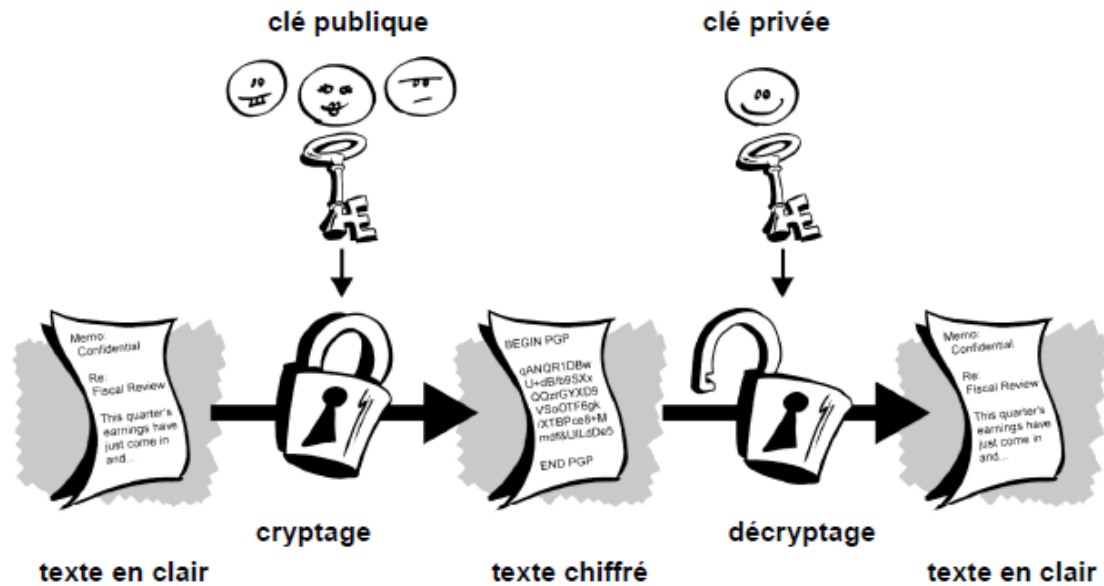 clé publique
clé privée
Memo:
Confidential
Re:
Fiscal Review
This quarter's
earnings have
just come in
and...
BEGIN PGP
qANQR1DBw
U+dB/b9SXx
QQzrGYXD9
VSoOTF6gk
iXTBPce8+M
mdf&UILdDe5
END PGP
Memo:
Confidential
Re:
Fiscal Review
This quarter's
earnings have
just come in
and...
cryptage
décryptage
texte en clair
texte chiffré
texte en clair